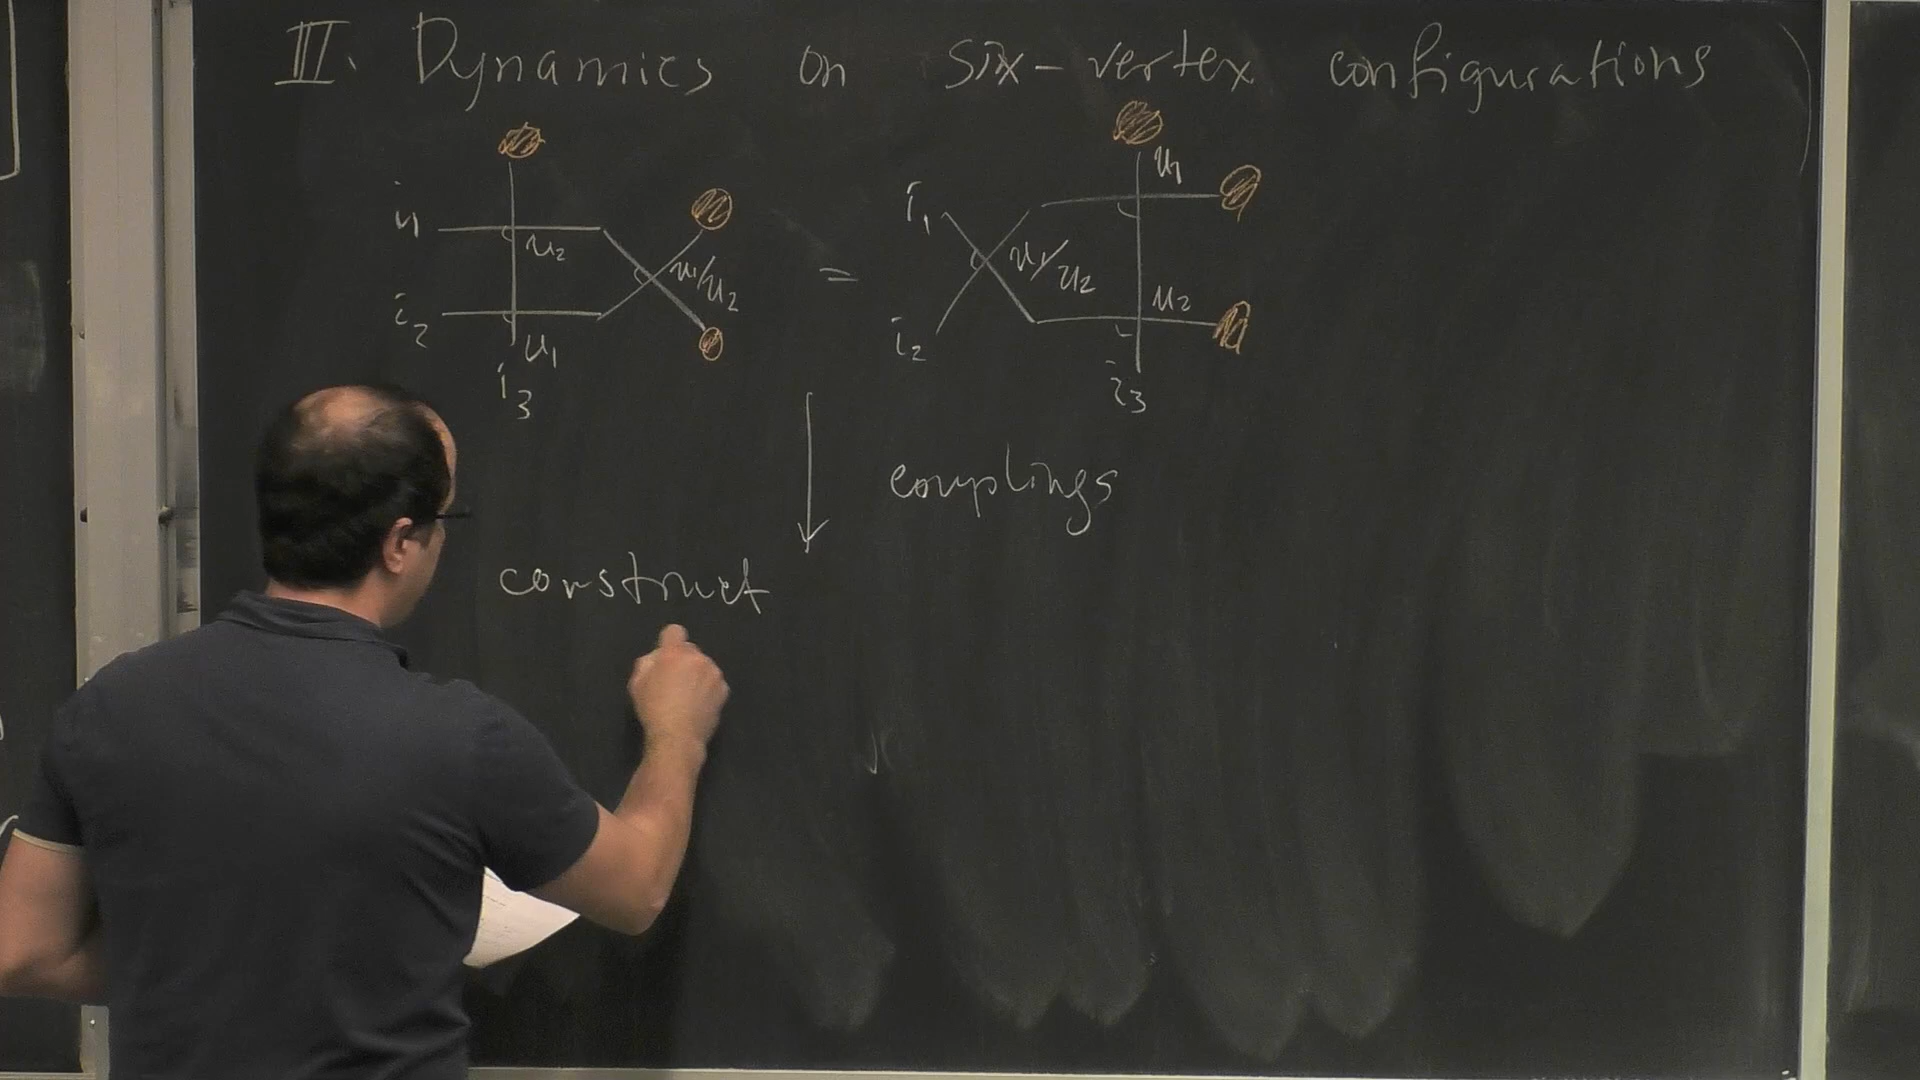 III. Dynamics on six-vertex configurations
i1 u2 i2 u1 i3 u1/u2 = i1 i2 u1/u2 u1 u2 i3
couplings
construct